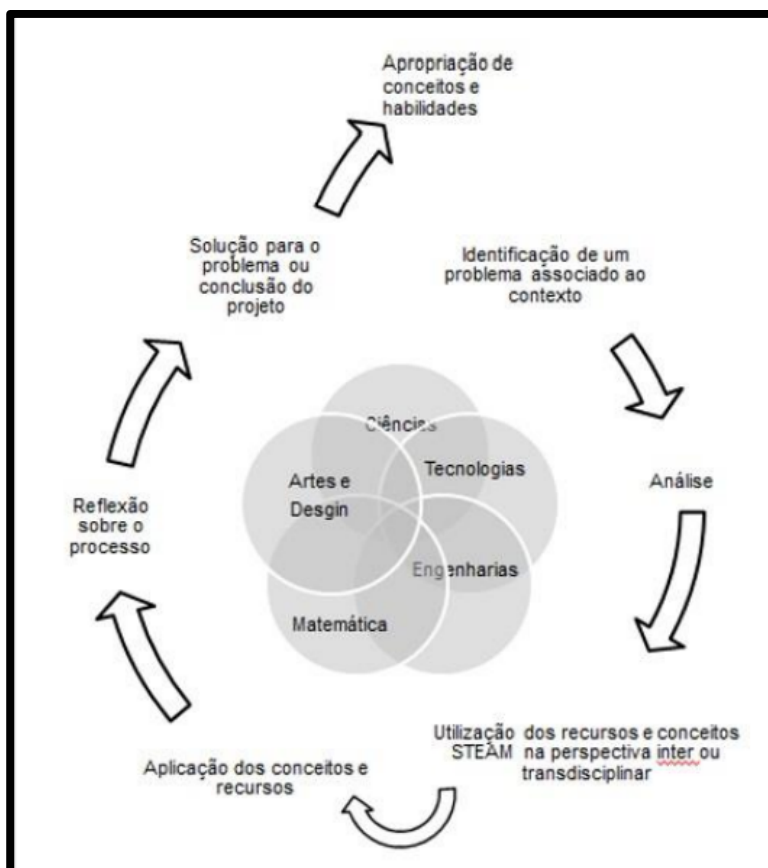 Apropriação de
conceitos e
habilidades
Solução para o
problema ou
conclusão do
projeto
Identificação de um
problema associado ao
contexto
Ciências
Tecnologias
Artes e
Desgin
Análise
Reflexão
sobre o
processo
Engenharias
Matemática
Utilização dos recursos e conceitos
STEAM na perspectiva inter ou
transdisciplinar
Aplicação dos conceitos e
recursos